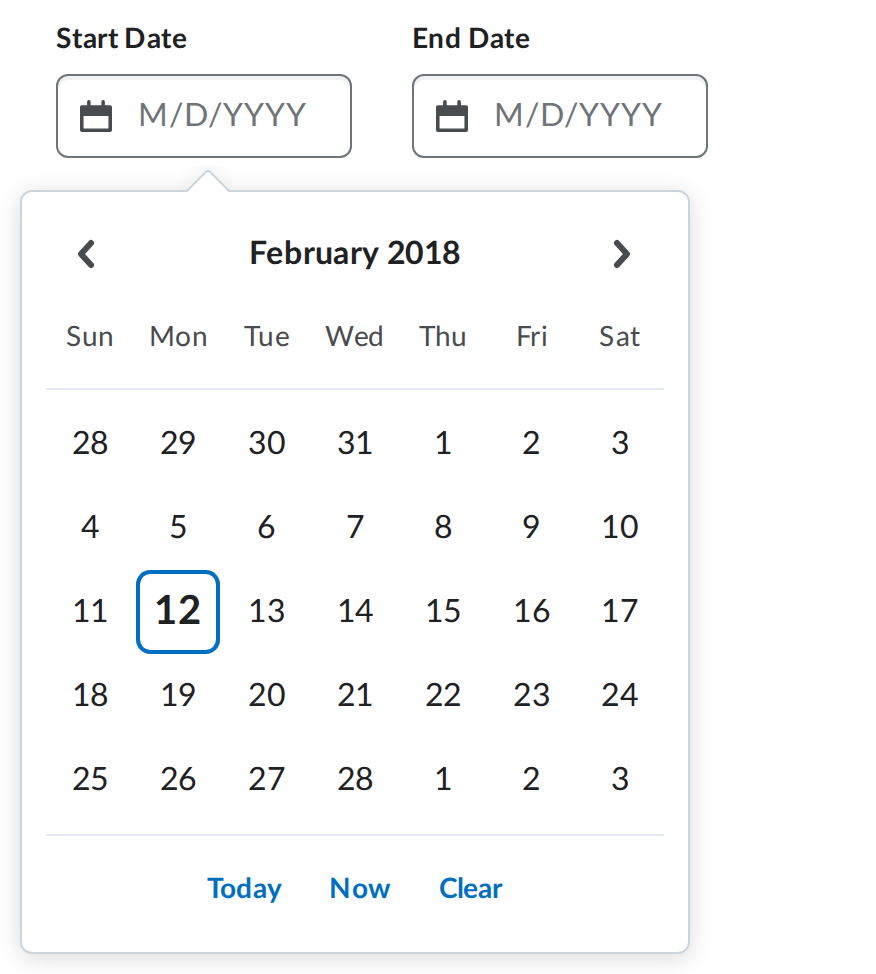 Start Date End Date
M/D/YYYY M/D/YYYY
February 2018
Sun Mon Tue Wed Thu Fri Sat
28 29 30 31 1 2 3
4 5 6 7 8 9 10
11 12 13 14 15 16 17
18 19 20 21 22 23 24
25 26 27 28 1 2 3
Today Now Clear